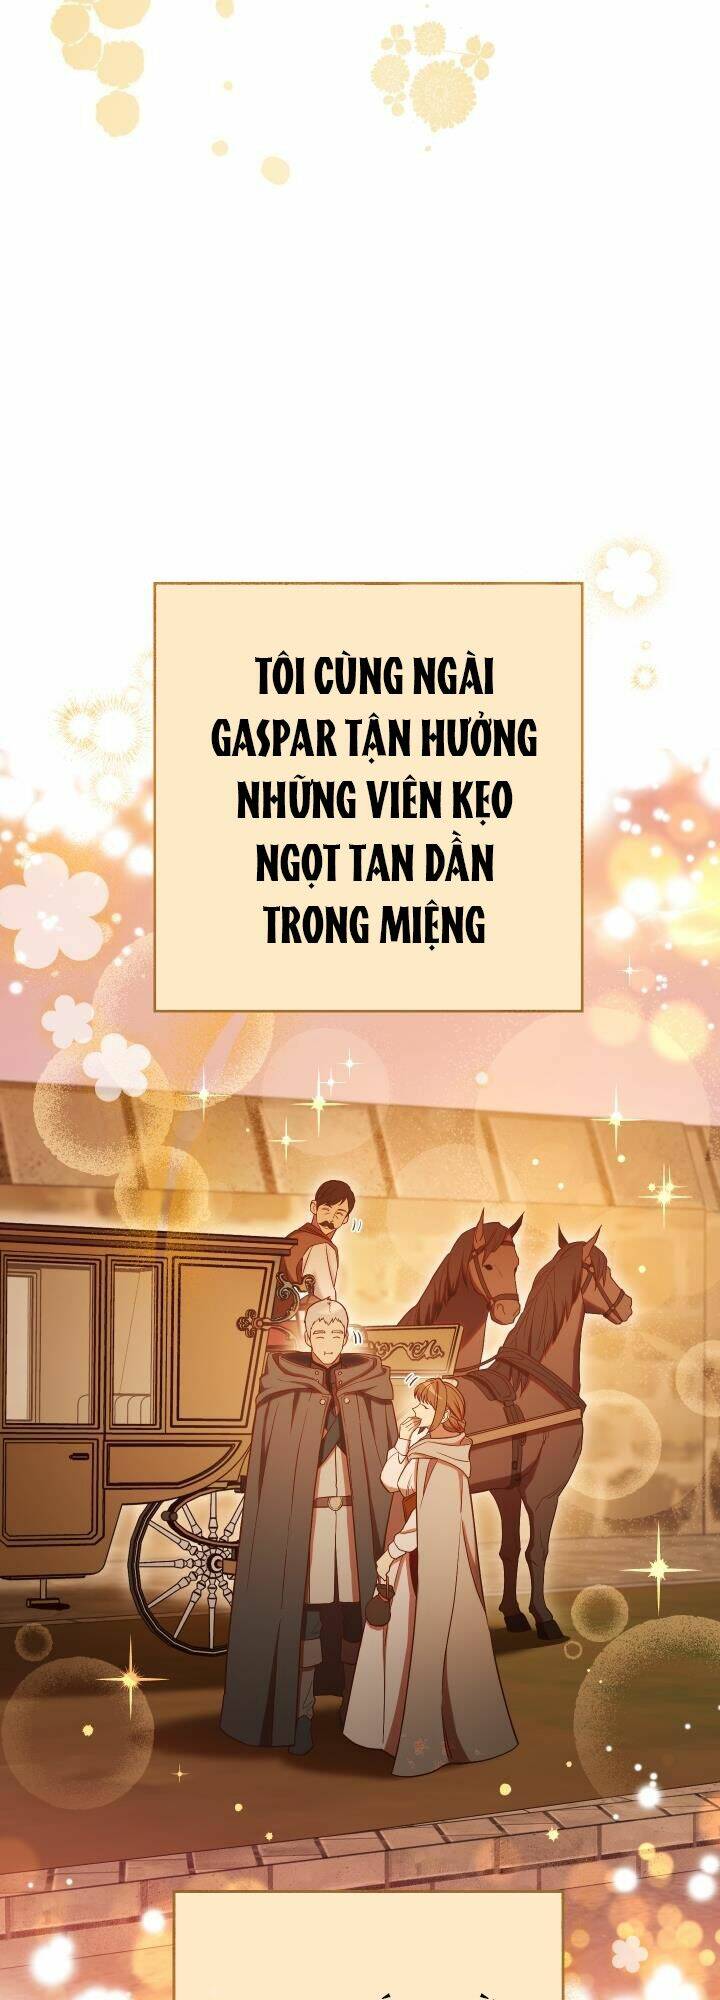 TÔI CÙNG NGÀI
GASPAR TẬN HƯỞNG
NHỮNG VIÊN KẸO
NGỌT TAN DẦN
TRONG MIỆNG